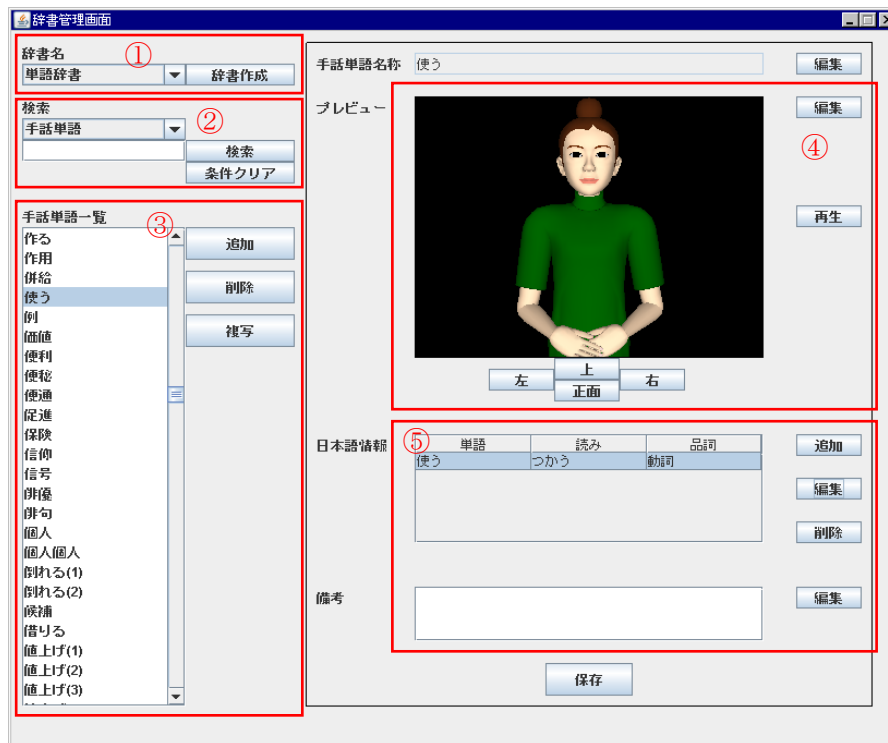 辞書管理画面
辞書名
①
単語辞書
辞書作成
検索
②
手話単語
検索
条件クリア
手話単語一覧
③
作る
作用
併給
使う
例
価値
便利
便秘
便通
促進
保険
信仰
信号
俳優
俳句
個人
個人個人
倒れる(1)
倒れる(2)
候補
借りる
値上げ(1)
値上げ(2)
値上げ(3)
追加
削除
複写
手話単語名称
使う
編集
プレビュー
編集
④
再生
左
上
正面
右
日本語情報
⑤
単語 読み 品詞
使う つかう 動詞
追加
編集
削除
備考
編集
保存